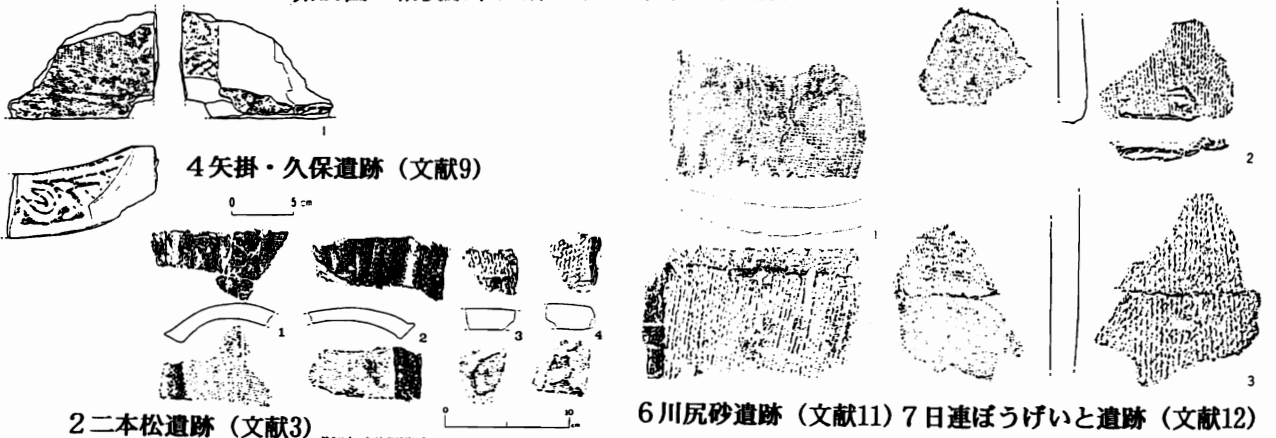 1
4矢掛・久保遺跡(文献9)
0 5cm
1 2 3 4
2二本松遺跡(文献3)
0 10cm
1
6川尻砂遺跡(文献11)
2
3
7日連ぼうげいと遺跡(文献12)